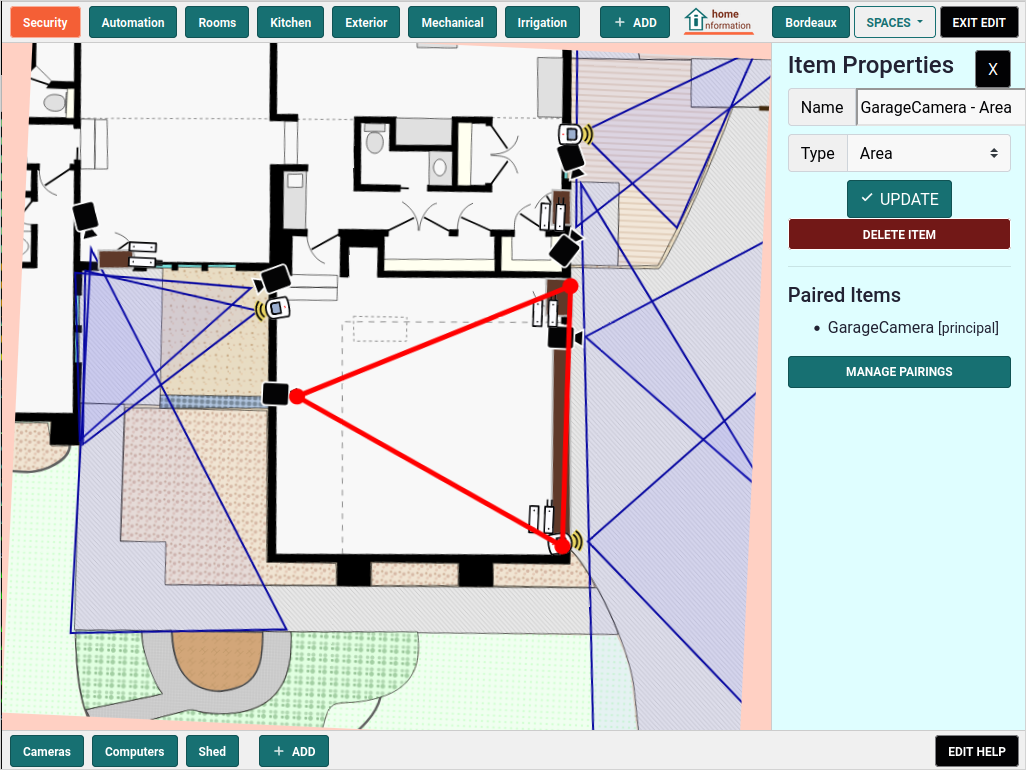 Security
Automation
Rooms
Kitchen
Exterior
Mechanical
Irrigation
+ ADD
home
information
Bordeaux
SPACES
EXIT EDIT
Item Properties
X
Name
GarageCamera - Area
Type
Area
✓ UPDATE
DELETE ITEM
Paired Items
• GarageCamera [principal]
MANAGE PAIRINGS
Cameras
Computers
Shed
+ ADD
EDIT HELP